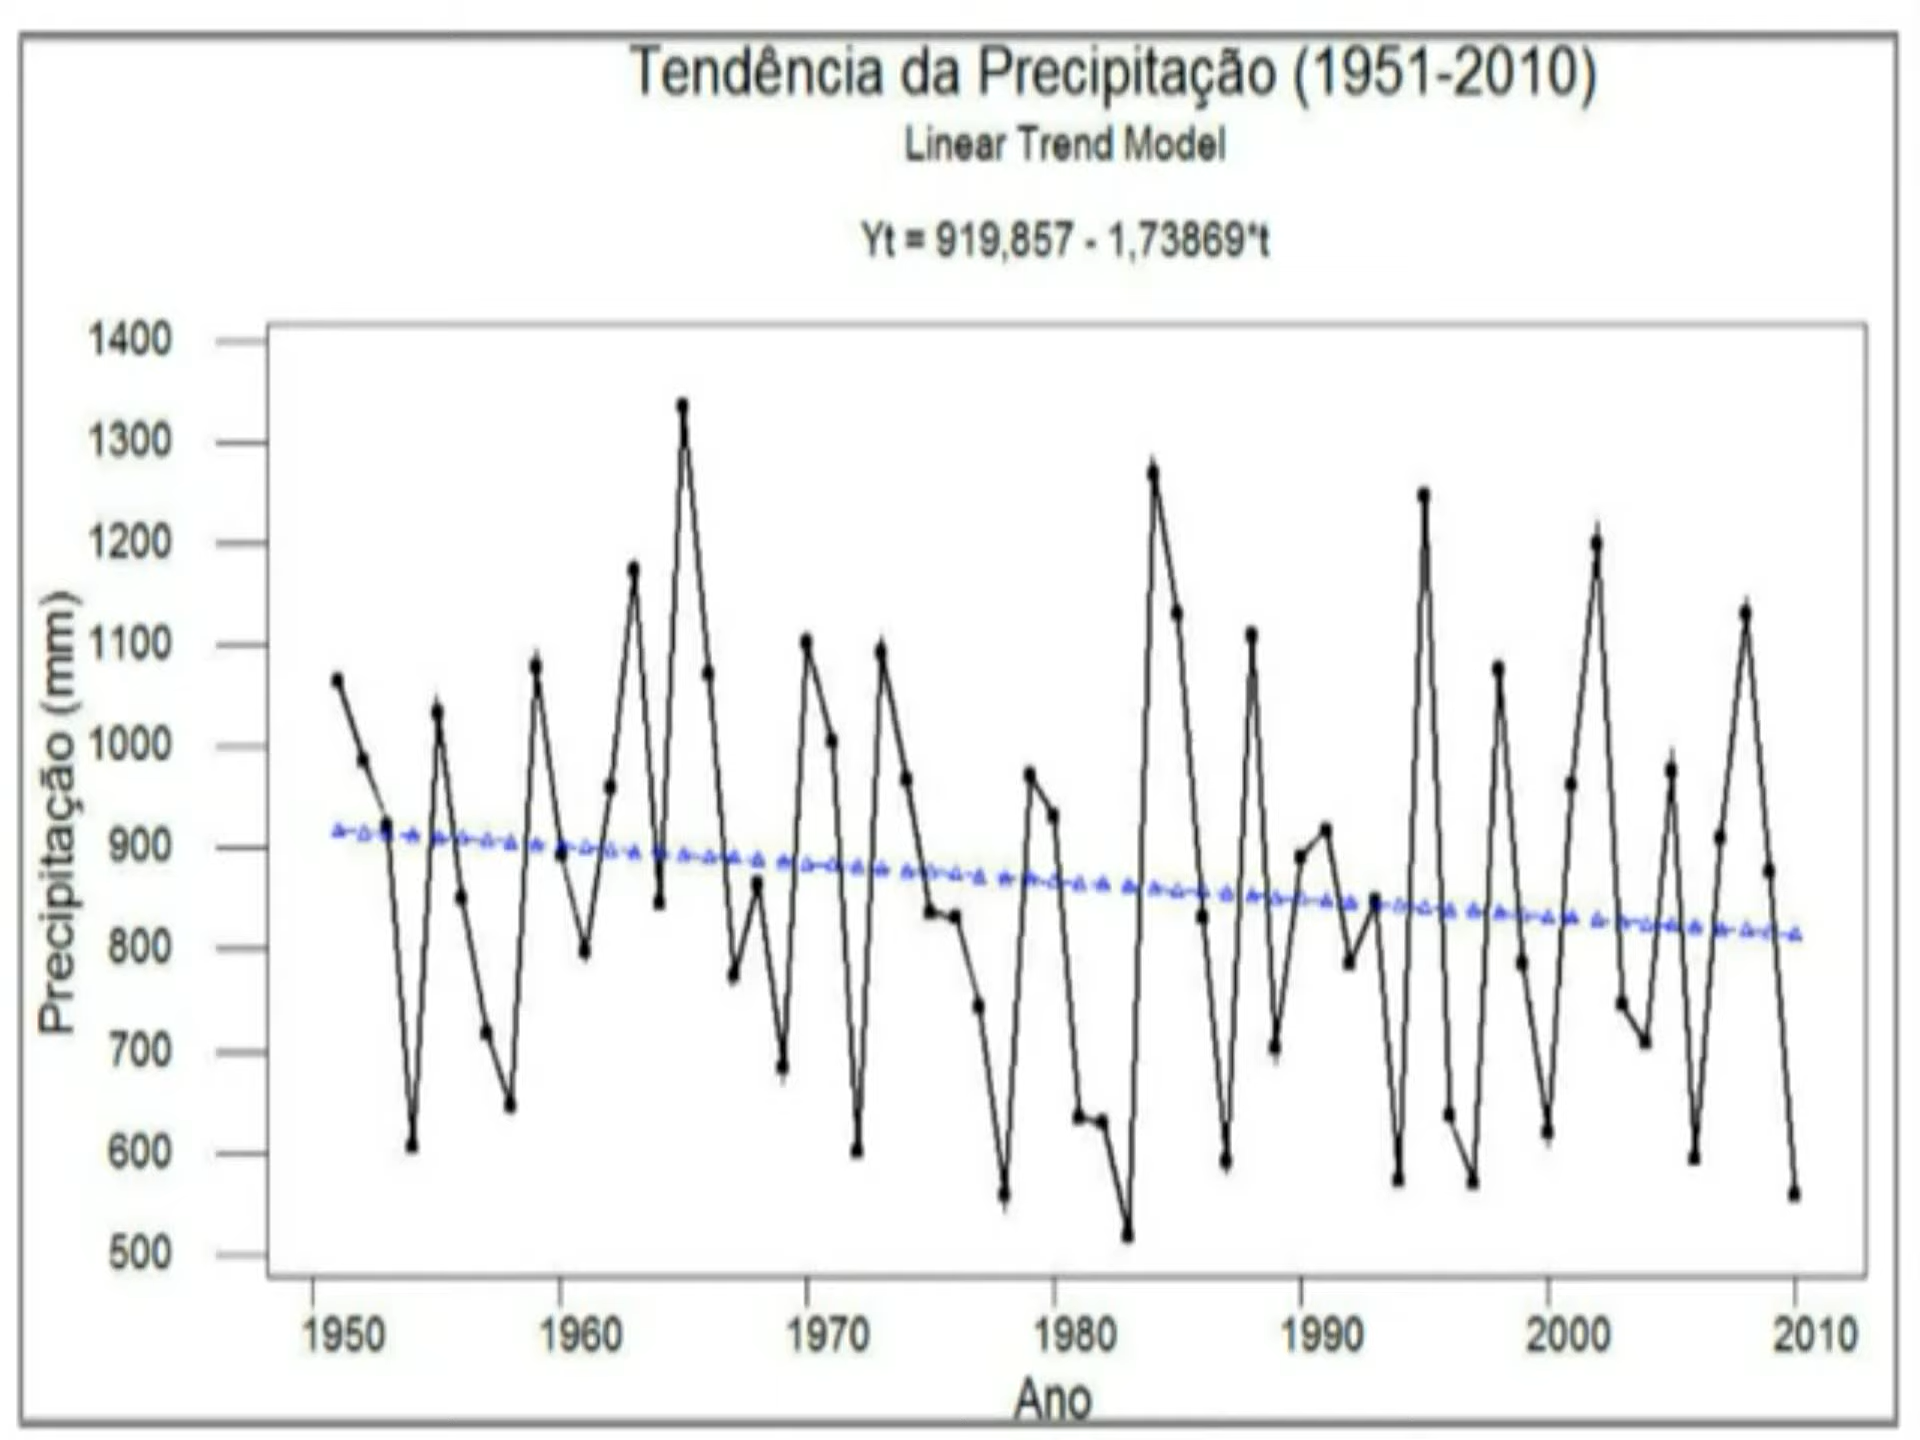 Tendência da Precipitação (1951-2010)
Linear Trend Model
Yt = 919,857 - 1,73869*t
1400
1300
1200
1100
1000
900
800
700
600
500
Precipitação (mm)
1950 1960 1970 1980 1990 2000 2010
Ano